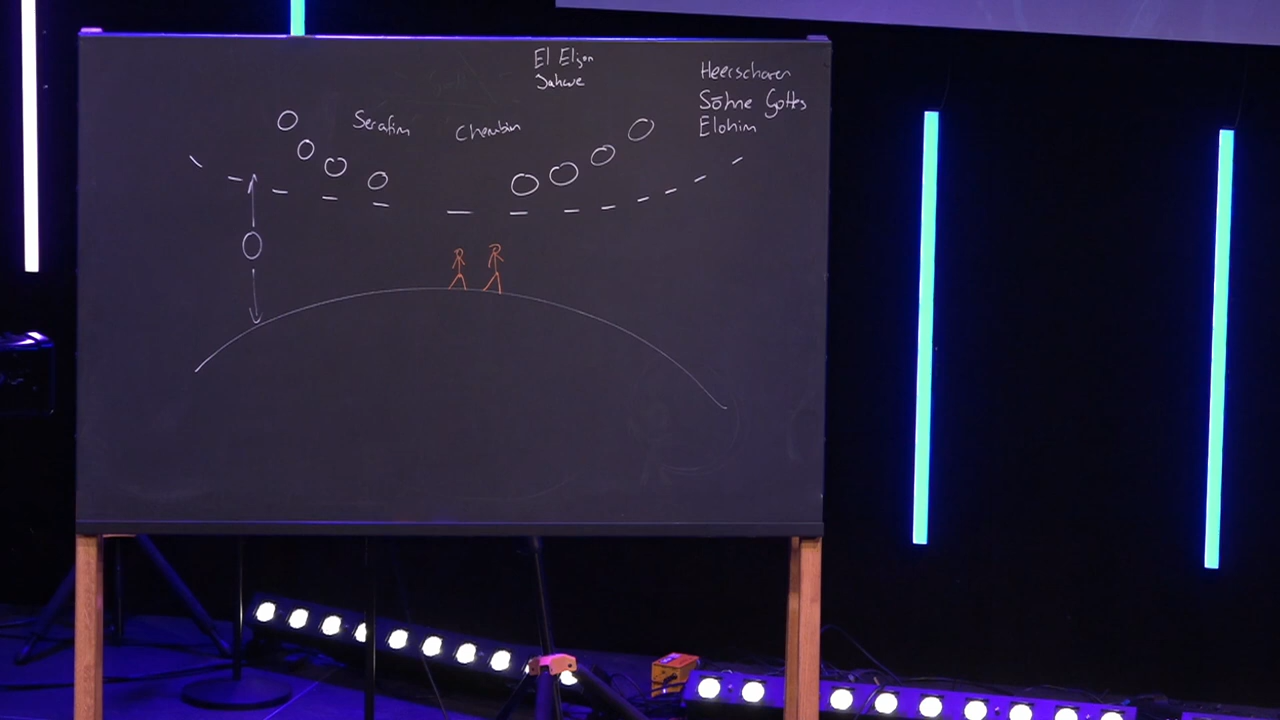 El Eljon
Jahwe
Heerscharen
Söhne Gottes
Elohim
Serafim
Cherubim